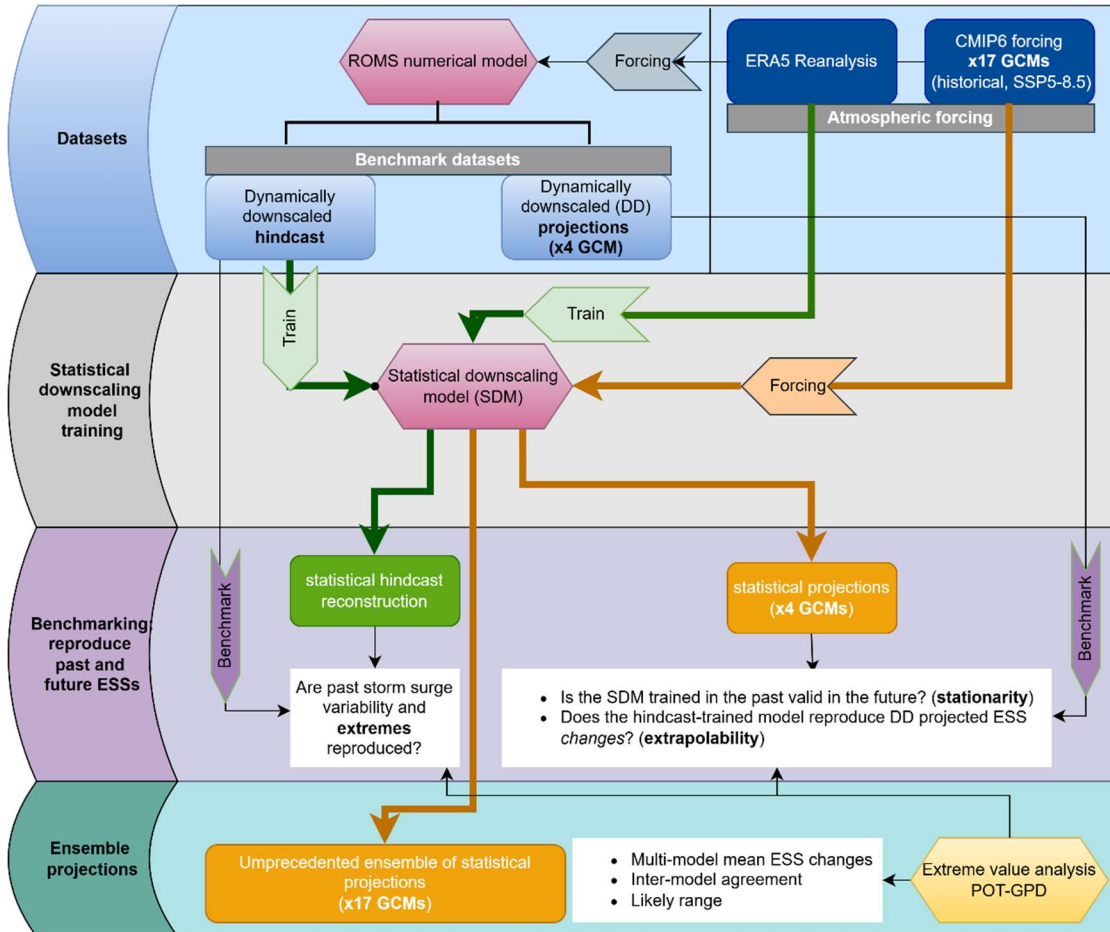 ROMS numerical model
Forcing
ERA5 Reanalysis
CMIP6 forcing
x17 GCMs
(historical, SSP5-8.5)
Atmospheric forcing
Datasets
Benchmark datasets
Dynamically
downscaled
hindcast
Dynamically
downscaled (DD)
projections
(x4 GCM)
Train
Train
Statistical
downscaling
model
training
Statistical downscaling
model (SDM)
Forcing
Benchmarking:
reproduce
past and
future ESSs
Benchmark
statistical hindcast
reconstruction
statistical projections
(x4 GCMs)
Benchmark
Are past storm surge
variability and
extremes
reproduced?
• Is the SDM trained in the past valid in the future? (stationarity)
• Does the hindcast-trained model reproduce DD projected ESS
changes? (extrapolability)
Ensemble
projections
Umprecedented ensemble of statistical
projections
(x17 GCMs)
• Multi-model mean ESS changes
• Inter-model agreement
• Likely range
Extreme value analysis
POT-GPD